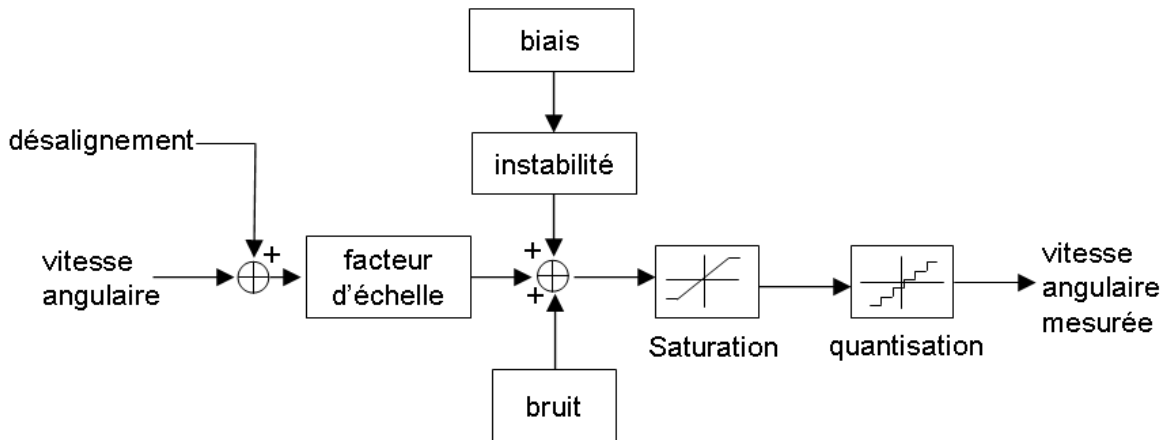 biais
désalignement
instabilité
+
+
vitesse
angulaire
facteur
d'échelle
+
vitesse
angulaire
mesurée
Saturation
quantisation
bruit